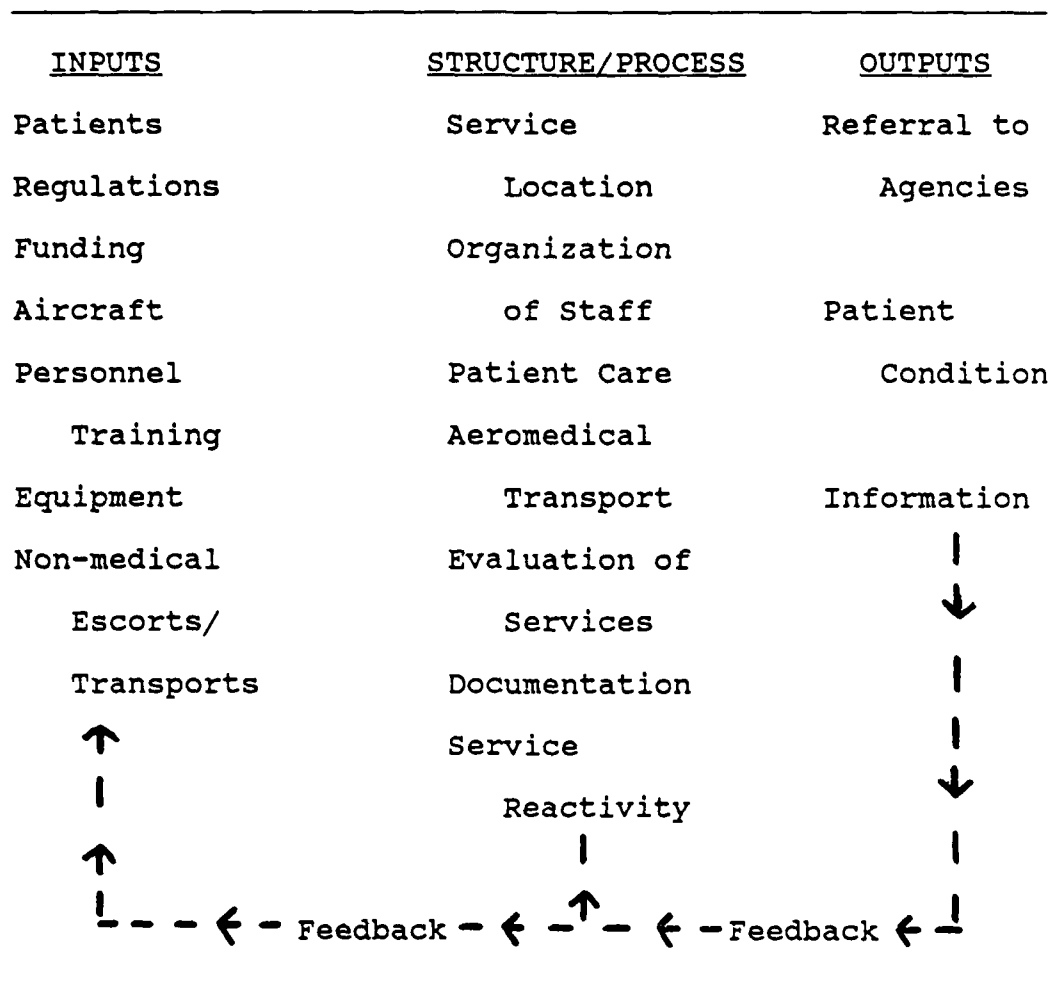 INPUTS STRUCTURE/PROCESS OUTPUTS
Patients Service Referral to
Regulations Location Agencies
Funding Organization
Aircraft of Staff Patient
Personnel Patient Care Condition
Training Aeromedical
Equipment Transport Information
Non-medical Evaluation of
Escorts/ Services
Transports Documentation
Service
Reactivity
Feedback Feedback